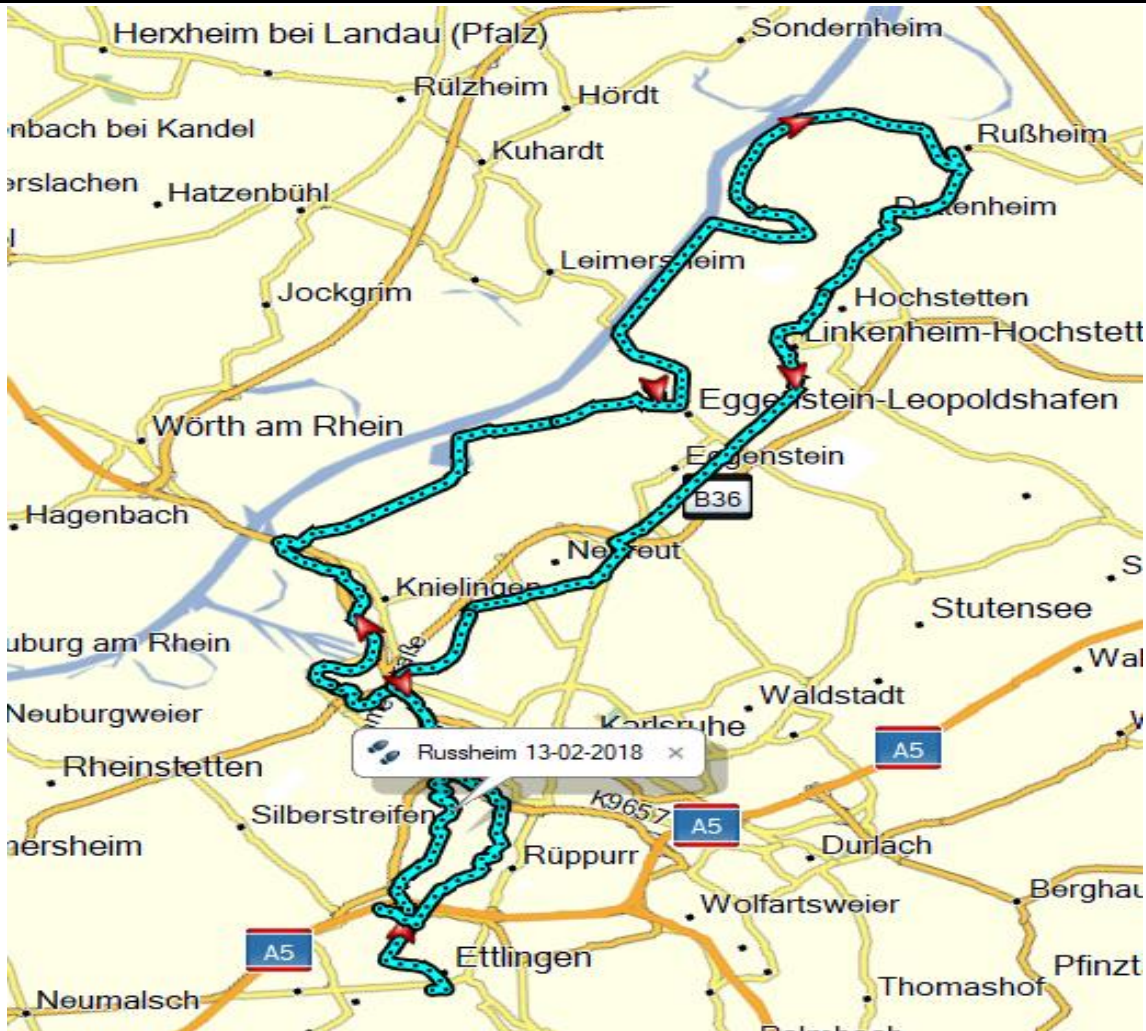 Herxheim bei Landau (Pfalz)
Sondernheim
Rülzheim
Hördt
nbach bei Kandel
Rußheim
Kuhardt
erslachen
Hatzenbühl
Leimersheim
Jockgrim
Hochstetten
Linkenheim-Hochstett
Eggenstein-Leopoldshafen
Wörth am Rhein
Eggenstein
B36
Hagenbach
Knielingen
S
Stutensee
uburg am Rhein
Wal
Waldstadt
Neuburgweier
Karlsruhe
W
A5
Russheim 13-02-2018 ×
Rheinstetten
K9657
Silberstreifen
A5
mersheim
Rüppurr
Durlach
Berghau
Wolfartsweier
A5
Ettlingen
Pfinzt
Neumalsch
Thomashof